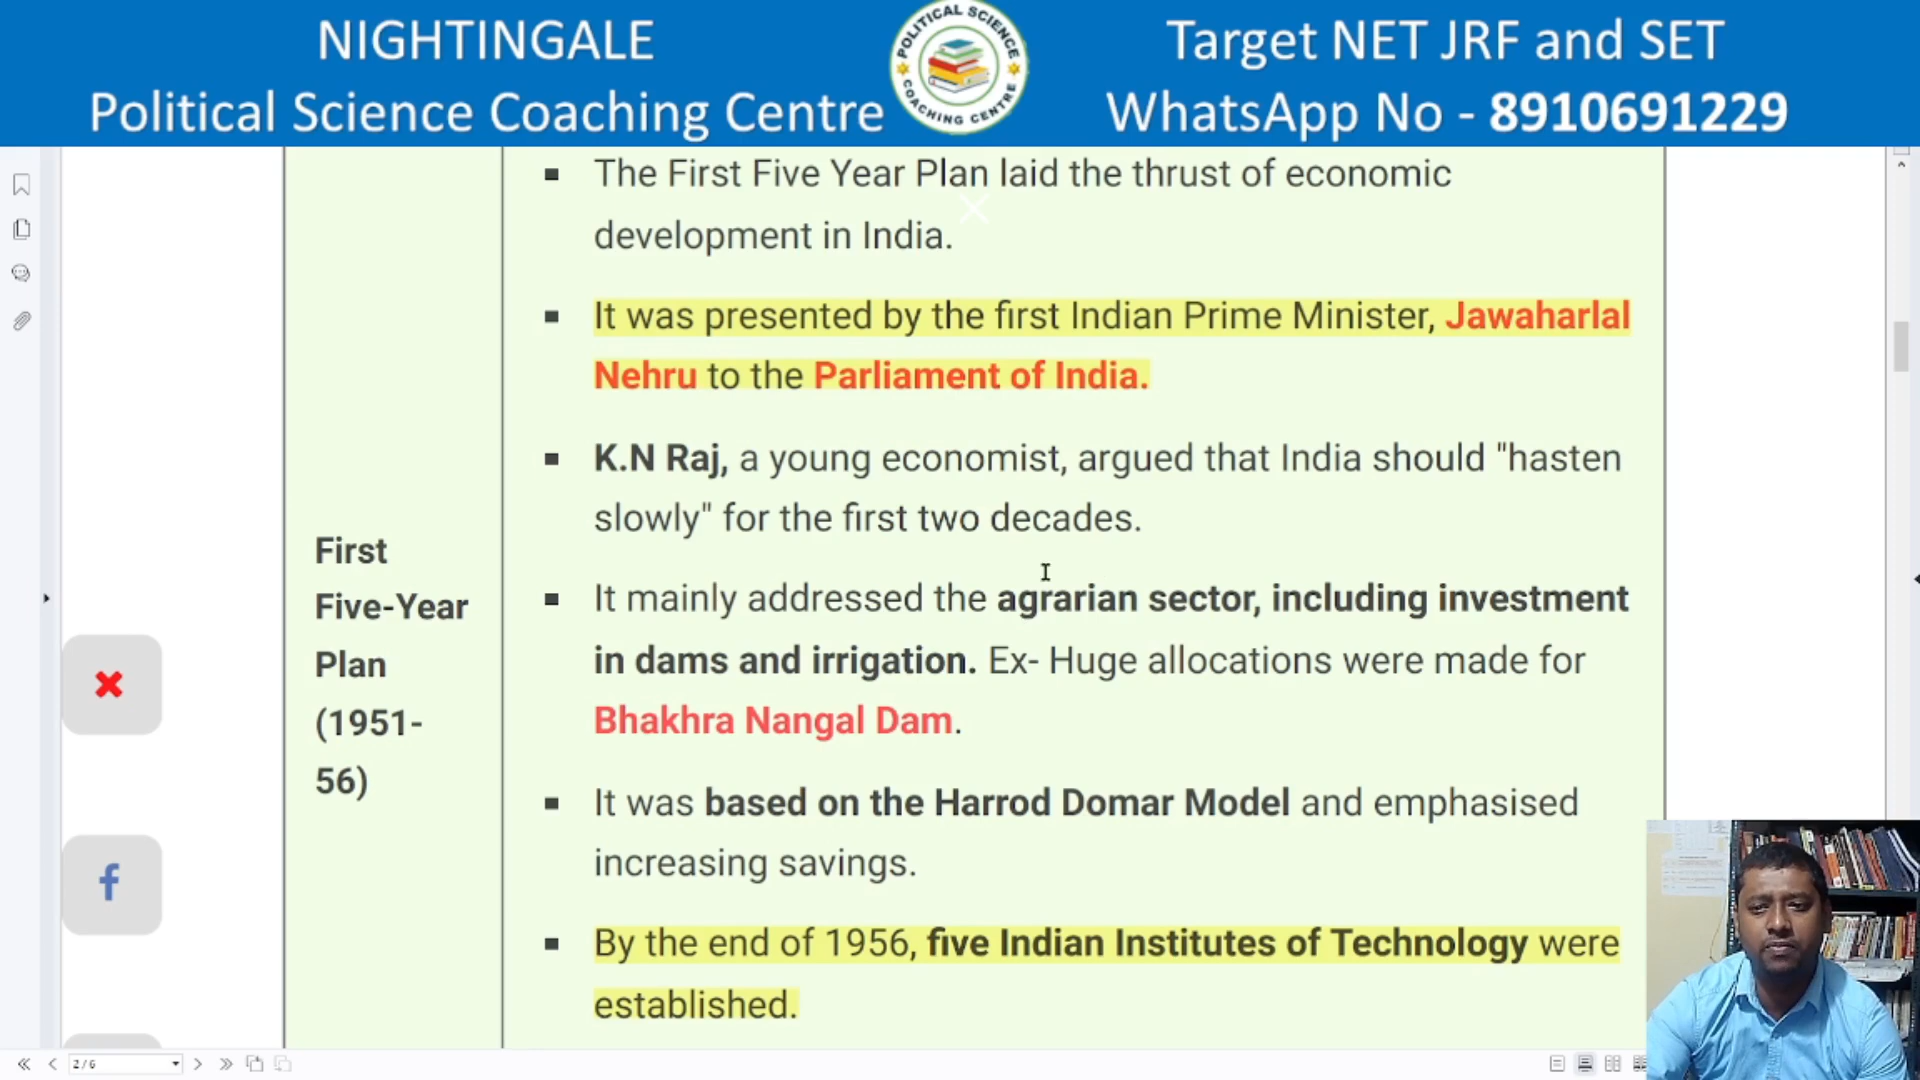 NIGHTINGALE
Political Science Coaching Centre
POLITICAL SCIENCE
COACHING CENTRE
Target NET JRF and SET
WhatsApp No - 8910691229
▪ The First Five Year Plan laid the thrust of economic
development in India.
▪ It was presented by the first Indian Prime Minister, Jawaharlal
Nehru to the Parliament of India.
▪ K.N Raj, a young economist, argued that India should "hasten
slowly" for the first two decades.
First
Five-Year
Plan
(1951-
56)
▪ It mainly addressed the agrarian sector, including investment
in dams and irrigation. Ex- Huge allocations were made for
Bhakhra Nangal Dam.
▪ It was based on the Harrod Domar Model and emphasised
increasing savings.
▪ By the end of 1956, five Indian Institutes of Technology were
established.
2/6